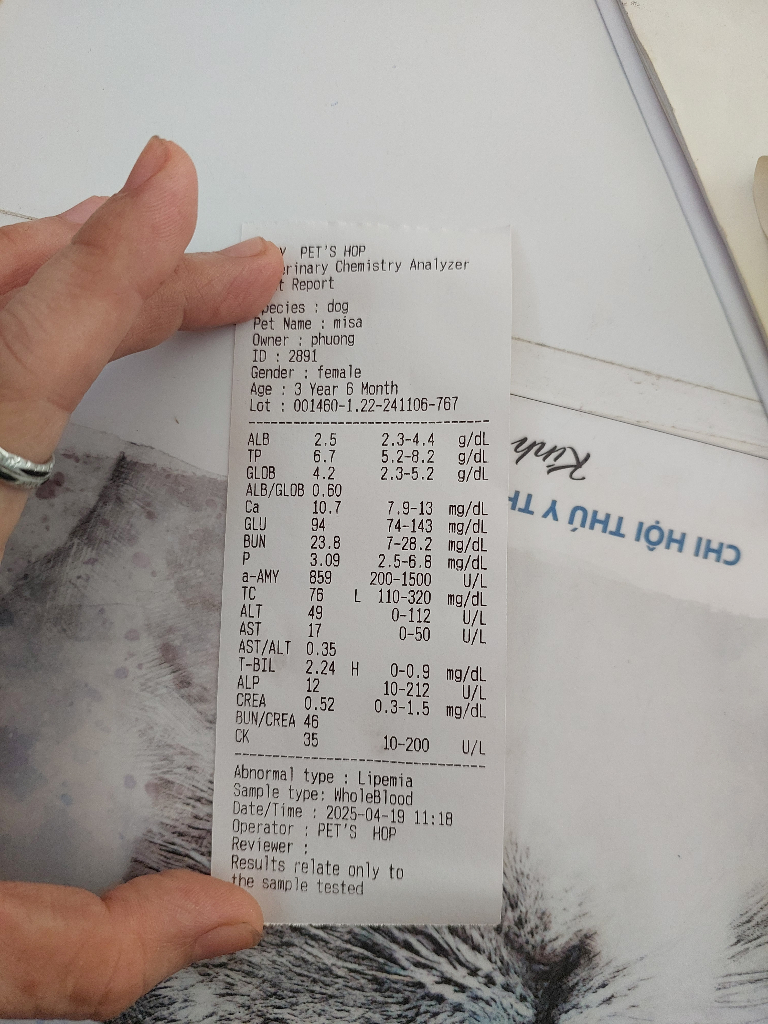 PET'S HOP
Chemistry Analyzer
Report
: dog
Pet Name : misa
Owner : phuong
ID : 2891
Gender : female
Age : 3 Year 6 Month
Lot : 001460-1.22-241106-767
ALB 2.5 2.3-4.4 g/dL
TP 6.7 5.2-8.2 g/dL
GLOB 4.2 2.3-5.2 g/dL
ALB/GLOB 0.60
Ca 10.7 7.9-13 mg/dL
GLU 94 74-143 mg/dL
BUN 23.8 7-28.2 mg/dL
P 3.09 2.5-6.8 mg/dL
a-AMY 859 200-1500 U/L
TC 76 L 110-320 mg/dL
ALT 49 0-112 U/L
AST 17 0-50 U/L
AST/ALT 0.35
T-BIL 2.24 H 0-0.9 mg/dL
ALP 12 10-212 U/L
CREA 0.52 0.3-1.5 mg/dL
BUN/CREA 46
CK 35 10-200 U/L
Abnormal type : Lipemia
Sample type: WholeBlood
Date/Time : 2025-04-19 11:18
Operator : PET'S HOP
Reviewer :
Results relate only to
the sample tested
CHI HỘI THÚ Y
Kính